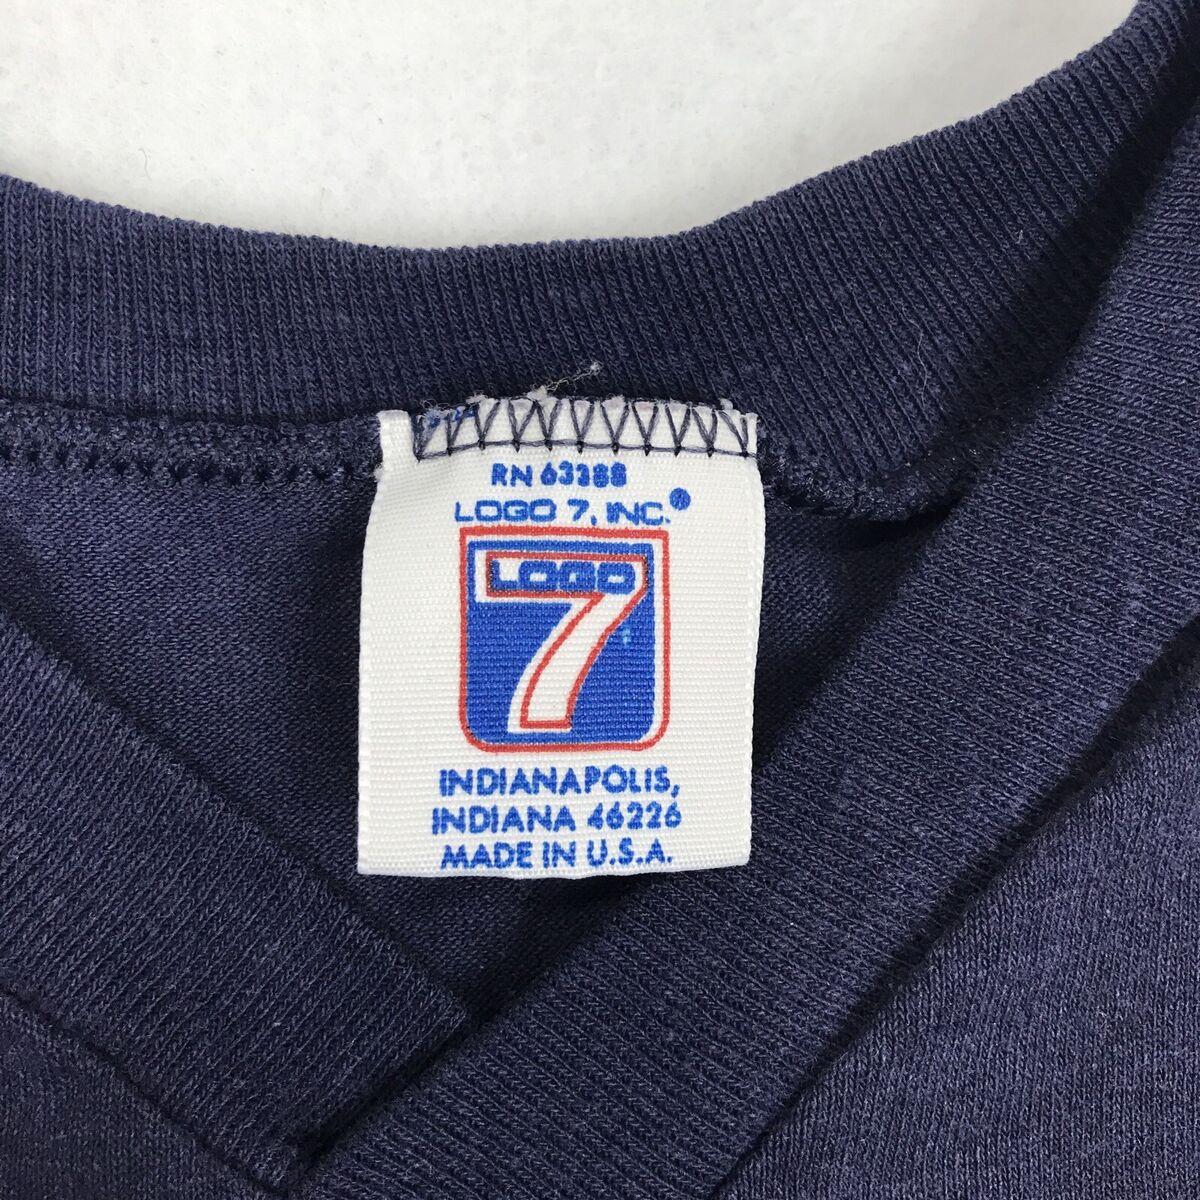 RN 63388
LOGO 7, INC.®
LOGO
7
INDIANAPOLIS,
INDIANA 46226
MADE IN U.S.A.